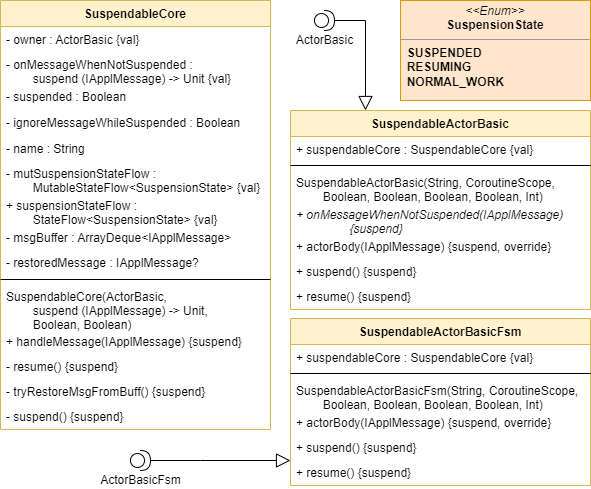 SuspendableCore
- owner : ActorBasic {val}
- onMessageWhenNotSuspended :
suspend (IApplMessage) -> Unit {val}
- suspended : Boolean
- ignoreMessageWhileSuspended : Boolean
- name : String
- mutSuspensionStateFlow :
MutableStateFlow<SuspensionState> {val}
+ suspensionStateFlow :
StateFlow<SuspensionState> {val}
- msgBuffer : ArrayDeque<IApplMessage>
- restoredMessage : IApplMessage?
SuspendableCore(ActorBasic,
suspend (IApplMessage) -> Unit,
Boolean, Boolean)
+ handleMessage(IApplMessage) {suspend}
- resume() {suspend}
- tryRestoreMsgFromBuff() {suspend}
- suspend() {suspend}
ActorBasic
<<Enum>>
SuspensionState
SUSPENDED
RESUMING
NORMAL_WORK
SuspendableActorBasic
+ suspendableCore : SuspendableCore {val}
SuspendableActorBasic(String, CoroutineScope,
Boolean, Boolean, Boolean, Boolean, Int)
+ onMessageWhenNotSuspended(IApplMessage)
{suspend}
+ actorBody(IApplMessage) {suspend, override}
+ suspend() {suspend}
+ resume() {suspend}
SuspendableActorBasicFsm
+ suspendableCore : SuspendableCore {val}
SuspendableActorBasicFsm(String, CoroutineScope,
Boolean, Boolean, Boolean, Boolean, Int)
+ actorBody(IApplMessage) {suspend, override}
+ suspend() {suspend}
+ resume() {suspend}
ActorBasicFsm